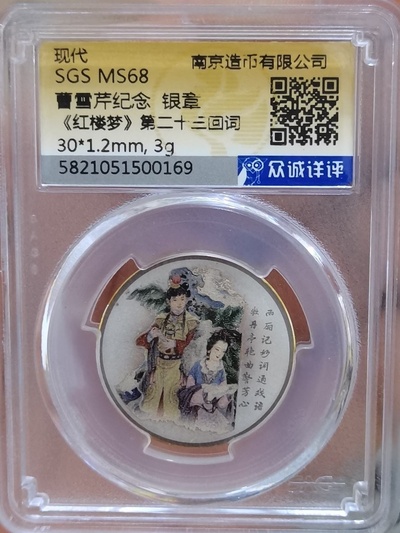 现代
南京造币有限公司
SGS MS68
曹雪芹纪念 银章
《红楼梦》第二十三回词
30*1.2mm, 3g
5821051500169
众诚详评
西厢记妙词通戏语
牡丹亭艳曲警芳心